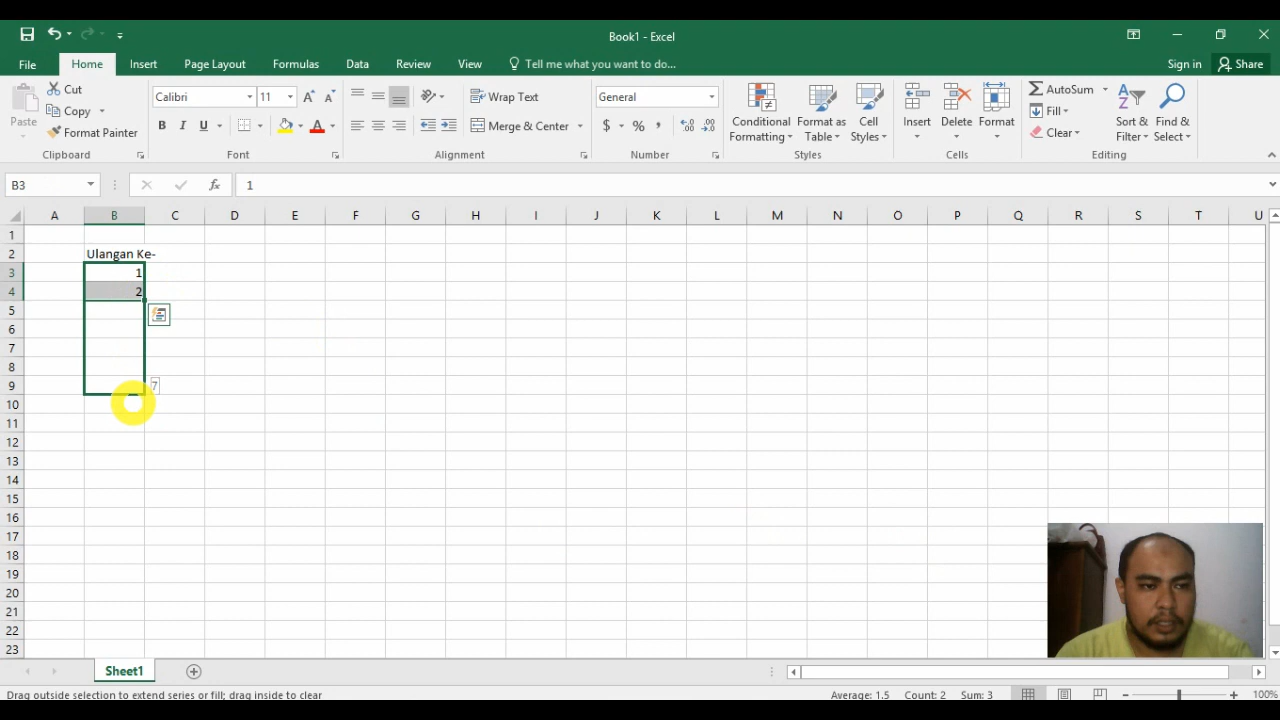 Book1 - Excel
File Home Insert Page Layout Formulas Data Review View Tell me what you want to do... Sign in Share
Paste Cut Copy Format Painter Clipboard
Calibri 11 A A B I U A Font
Wrap Text Merge & Center Alignment
General $ % , Number
Conditional Formatting Format as Table Cell Styles Styles
Insert Delete Format Cells
AutoSum Fill Clear Sort & Filter Find & Select Editing
B3 fx 1
A B C D E F G H I J K L M N O P Q R S T U
1
2 Ulangan Ke-
3 1
4 2
5
6
7
8
9 7
10
11
12
13
14
15
16
17
18
19
20
21
22
23
Sheet1
Drag outside selection to extend series or fill; drag inside to clear Average: 1.5 Count: 2 Sum: 3 100%